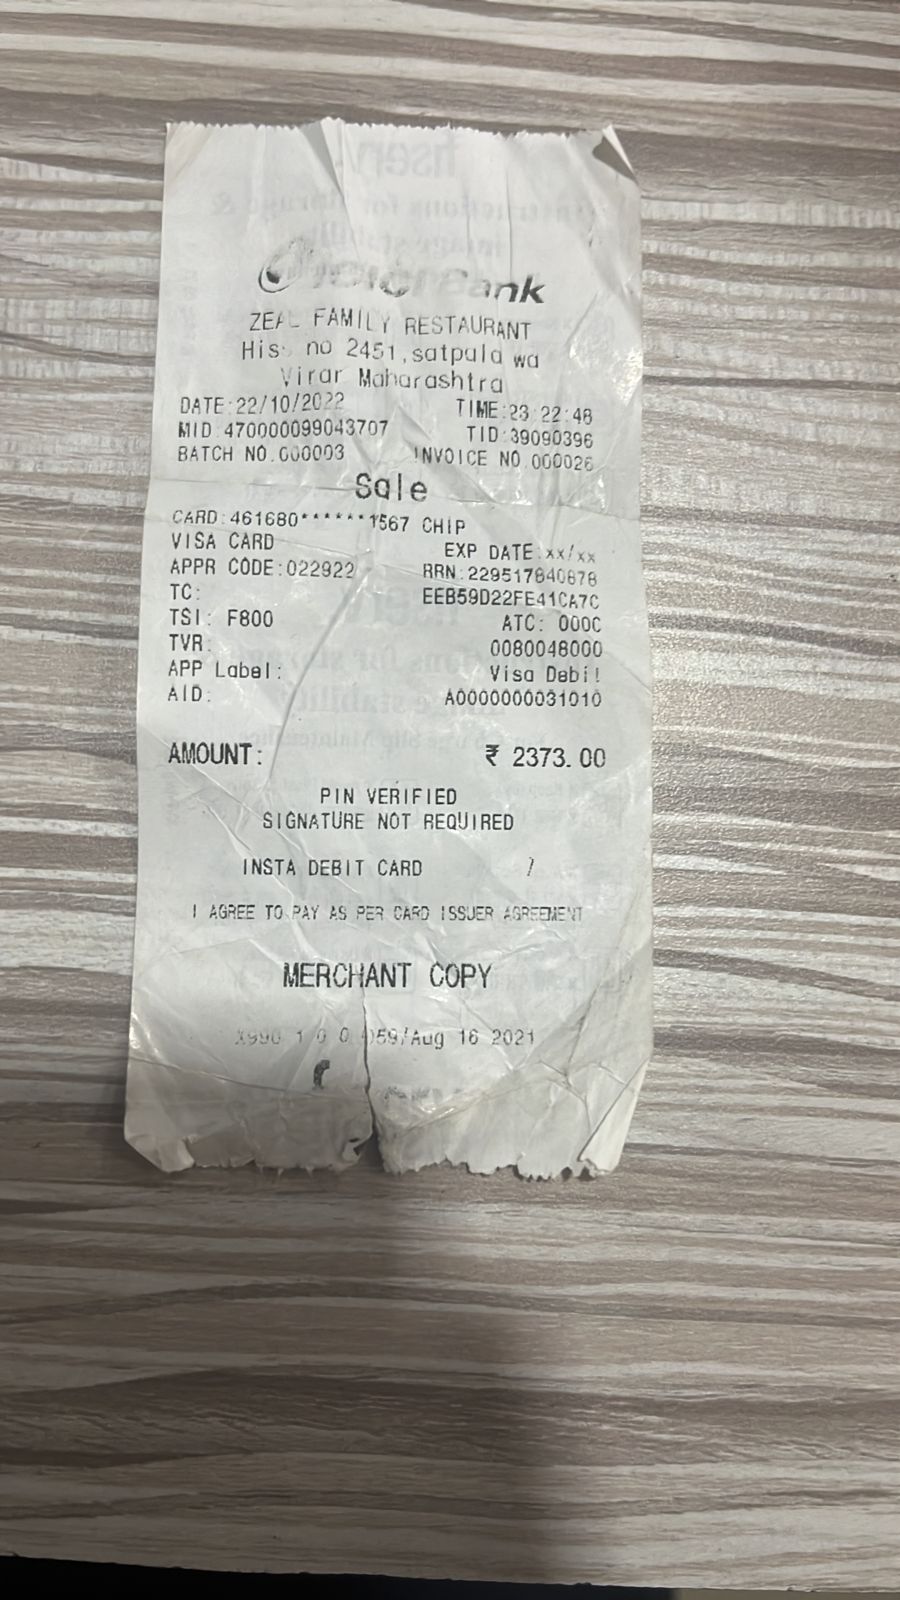 ICICI Bank
ZEAL FAMILY RESTAURANT
His no 2451,satpala wa
Virar Maharashtra
DATE:22/10/2022 TIME:23:22:48
MID:470000099043707 TID:39090396
BATCH NO.000003 INVOICE NO.000026
Sale
CARD:461680******1567 CHIP
VISA CARD EXP DATE:xx/xx
APPR CODE:022922 RRN:229517840878
TC: EEB59D22FE41CA7C
TSI: F800 ATC: 000C
TVR: 0080048000
APP Label: Visa Debit
AID: A0000000031010
AMOUNT: ₹ 2373.00
PIN VERIFIED
SIGNATURE NOT REQUIRED
INSTA DEBIT CARD /
I AGREE TO PAY AS PER CARD ISSUER AGREEMENT
MERCHANT COPY
X990 1 0 0 059/Aug 16 2021